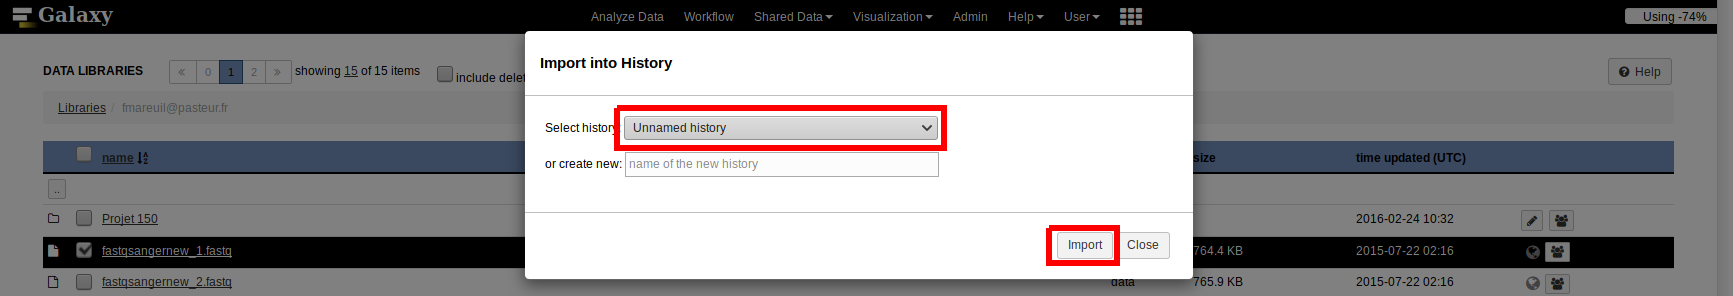 Galaxy
Analyze Data Workflow Shared Data Visualization Admin Help User Using -74%
Import into History
DATA LIBRARIES « 0 1 2 » showing 15 of 15 items include delet
Help
Libraries / fmareuil@pasteur.fr
Select history: Unnamed history
or create new: name of the new history
name size time updated (UTC)
..
Projet 150 2016-02-24 10:32
Import Close
fastqsangernew_1.fastq 764.4 KB 2015-07-22 02:16
fastqsangernew_2.fastq data 765.9 KB 2015-07-22 02:16